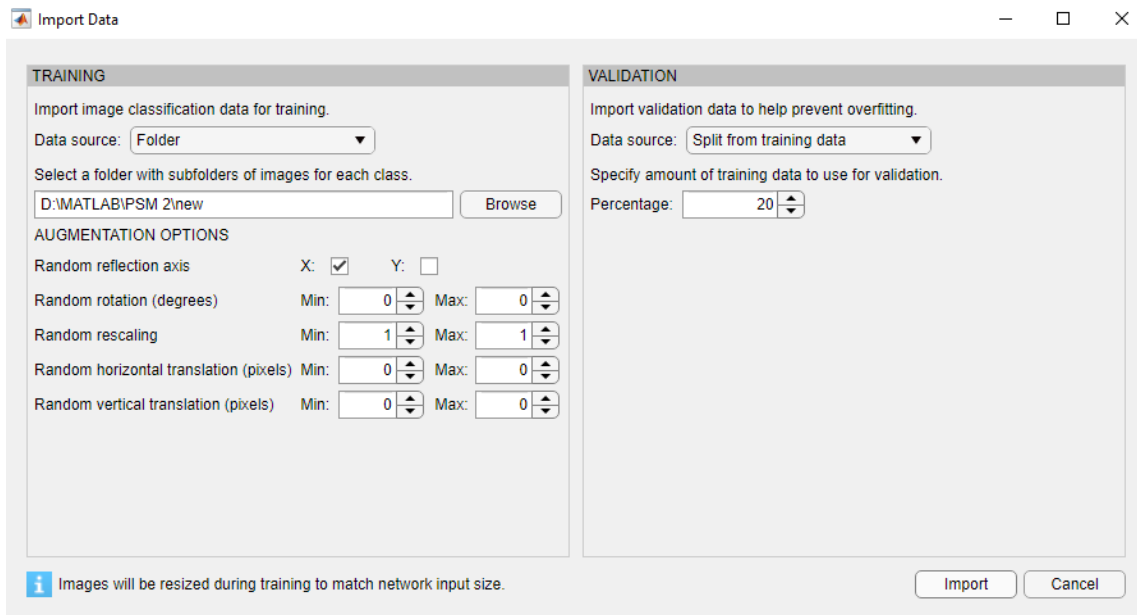 Import Data
TRAINING
Import image classification data for training.
Data source: Folder
Select a folder with subfolders of images for each class.
D:\MATLAB\PSM 2\new Browse
AUGMENTATION OPTIONS
Random reflection axis X: Y:
Random rotation (degrees) Min: 0 Max: 0
Random rescaling Min: 1 Max: 1
Random horizontal translation (pixels) Min: 0 Max: 0
Random vertical translation (pixels) Min: 0 Max: 0
VALIDATION
Import validation data to help prevent overfitting.
Data source: Split from training data
Specify amount of training data to use for validation.
Percentage: 20
i Images will be resized during training to match network input size.
Import Cancel